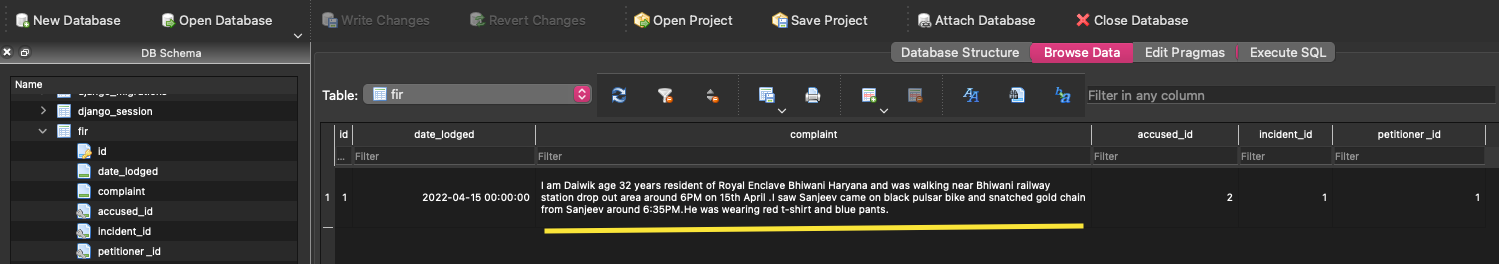 New Database
Open Database
Write Changes
Revert Changes
Open Project
Save Project
Attach Database
Close Database
DB Schema
Database Structure
Browse Data
Edit Pragmas
Execute SQL
Name
django_migrations
django_session
fir
id
date_lodged
complaint
accused_id
incident_id
petitioner _id
Table:
fir
Filter in any column
id date_lodged complaint accused_id incident_id petitioner _id
... Filter Filter Filter Filter Filter
1 1 2022-04-15 00:00:00
I am Daiwik age 32 years resident of Royal Enclave Bhiwani Haryana and was walking near Bhiwani railway
station drop out area around 6PM on 15th April .I saw Sanjeev came on black pulsar bike and snatched gold chain
from Sanjeev around 6:35PM.He was wearing red t-shirt and blue pants.
2 1 1